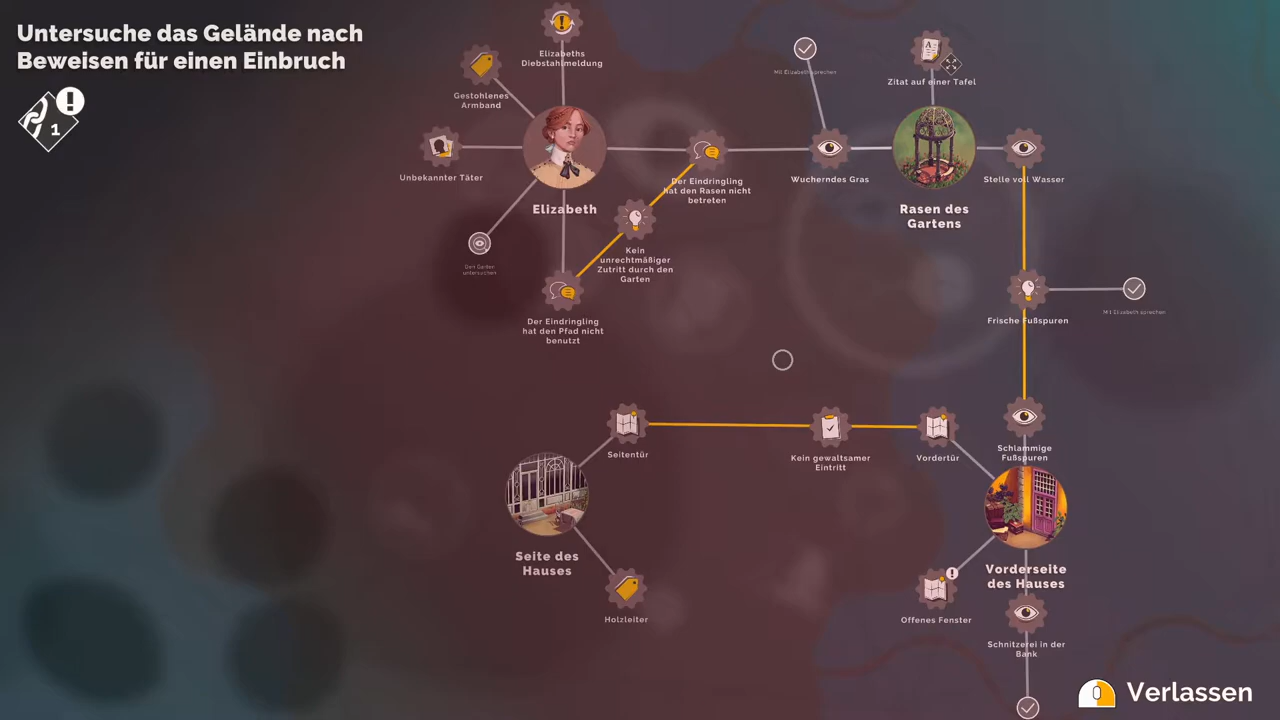 Untersuche das Gelände nach
Beweisen für einen Einbruch
1
Elizabeths
Diebstahlmeldung
Gestohlenes
Armband
Unbekannter Täter
Elizabeth
Den Garten
untersuchen
Der Eindringling
hat den Rasen nicht
betreten
Kein
unrechtmäßiger
Zutritt durch den
Garten
Der Eindringling
hat den Pfad nicht
benutzt
Mit Elizabeth sprechen
Wucherndes Gras
A
Zitat auf einer Tafel
Rasen des
Gartens
Stelle voll Wasser
Frische Fußspuren
Mit Elizabeth sprechen
Seitentür
Kein gewaltsamer
Eintritt
Vordertür
Schlammige
Fußspuren
Seite des
Hauses
Holzleiter
Vorderseite
des Hauses
Offenes Fenster
Schnitzerei in der
Bank
Verlassen